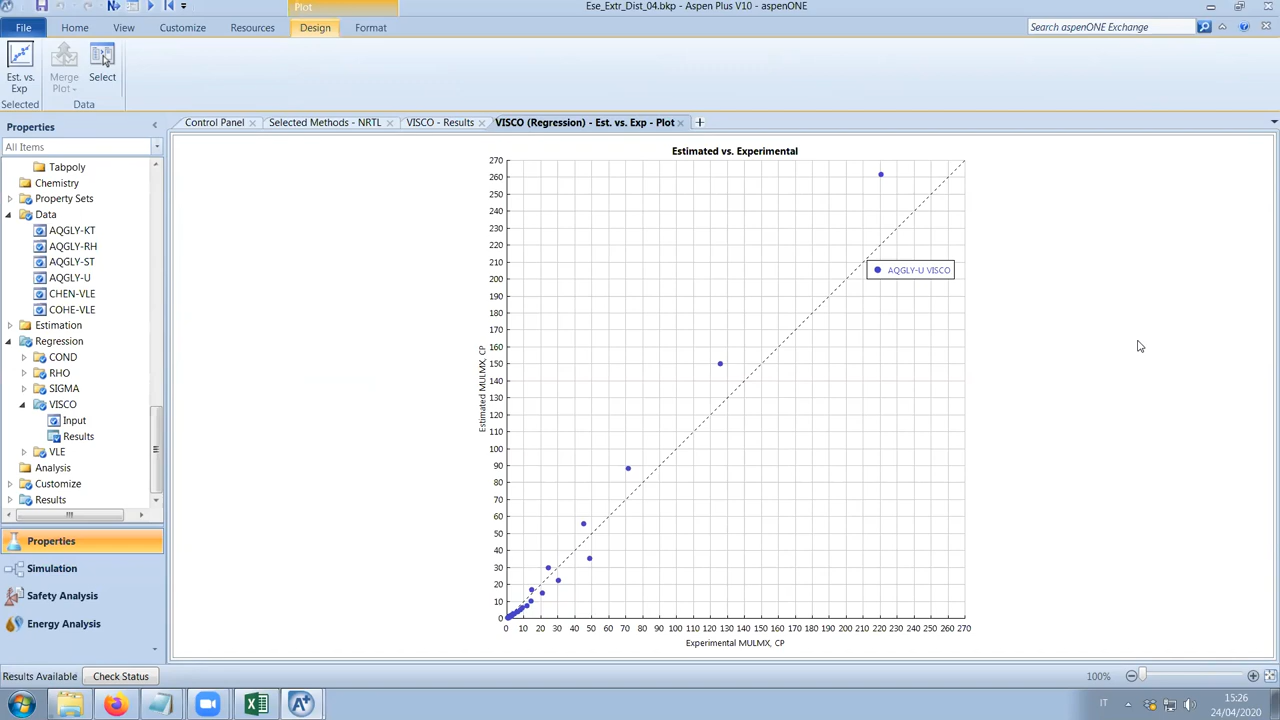 Plot
Ese_Extr_Dist_04.bkp - Aspen Plus V10 - aspenONE
File
Home
View
Customize
Resources
Design
Format
Search aspenONE Exchange
Est. vs.
Exp
Merge
Plot
Select
Selected
Data
Properties
All Items
Tabpoly
Chemistry
Property Sets
Data
AQGLY-KT
AQGLY-RH
AQGLY-ST
AQGLY-U
CHEN-VLE
COHE-VLE
Estimation
Regression
COND
RHO
SIGMA
VISCO
Input
Results
VLE
Analysis
Customize
Results
Properties
Simulation
Safety Analysis
Energy Analysis
Control Panel
Selected Methods - NRTL
VISCO - Results
VISCO (Regression) - Est. vs. Exp - Plot
Estimated vs. Experimental
270
260
250
240
230
220
210
200
190
180
170
160
150
140
130
120
110
100
90
80
70
60
50
40
30
20
10
0
Estimated MULMX, CP
AQGLY-U VISCO
0 10 20 30 40 50 60 70 80 90 100 110 120 130 140 150 160 170 180 190 200 210 220 230 240 250 260 270
Experimental MULMX, CP
Results Available
Check Status
100%
IT
15:26
24/04/2020